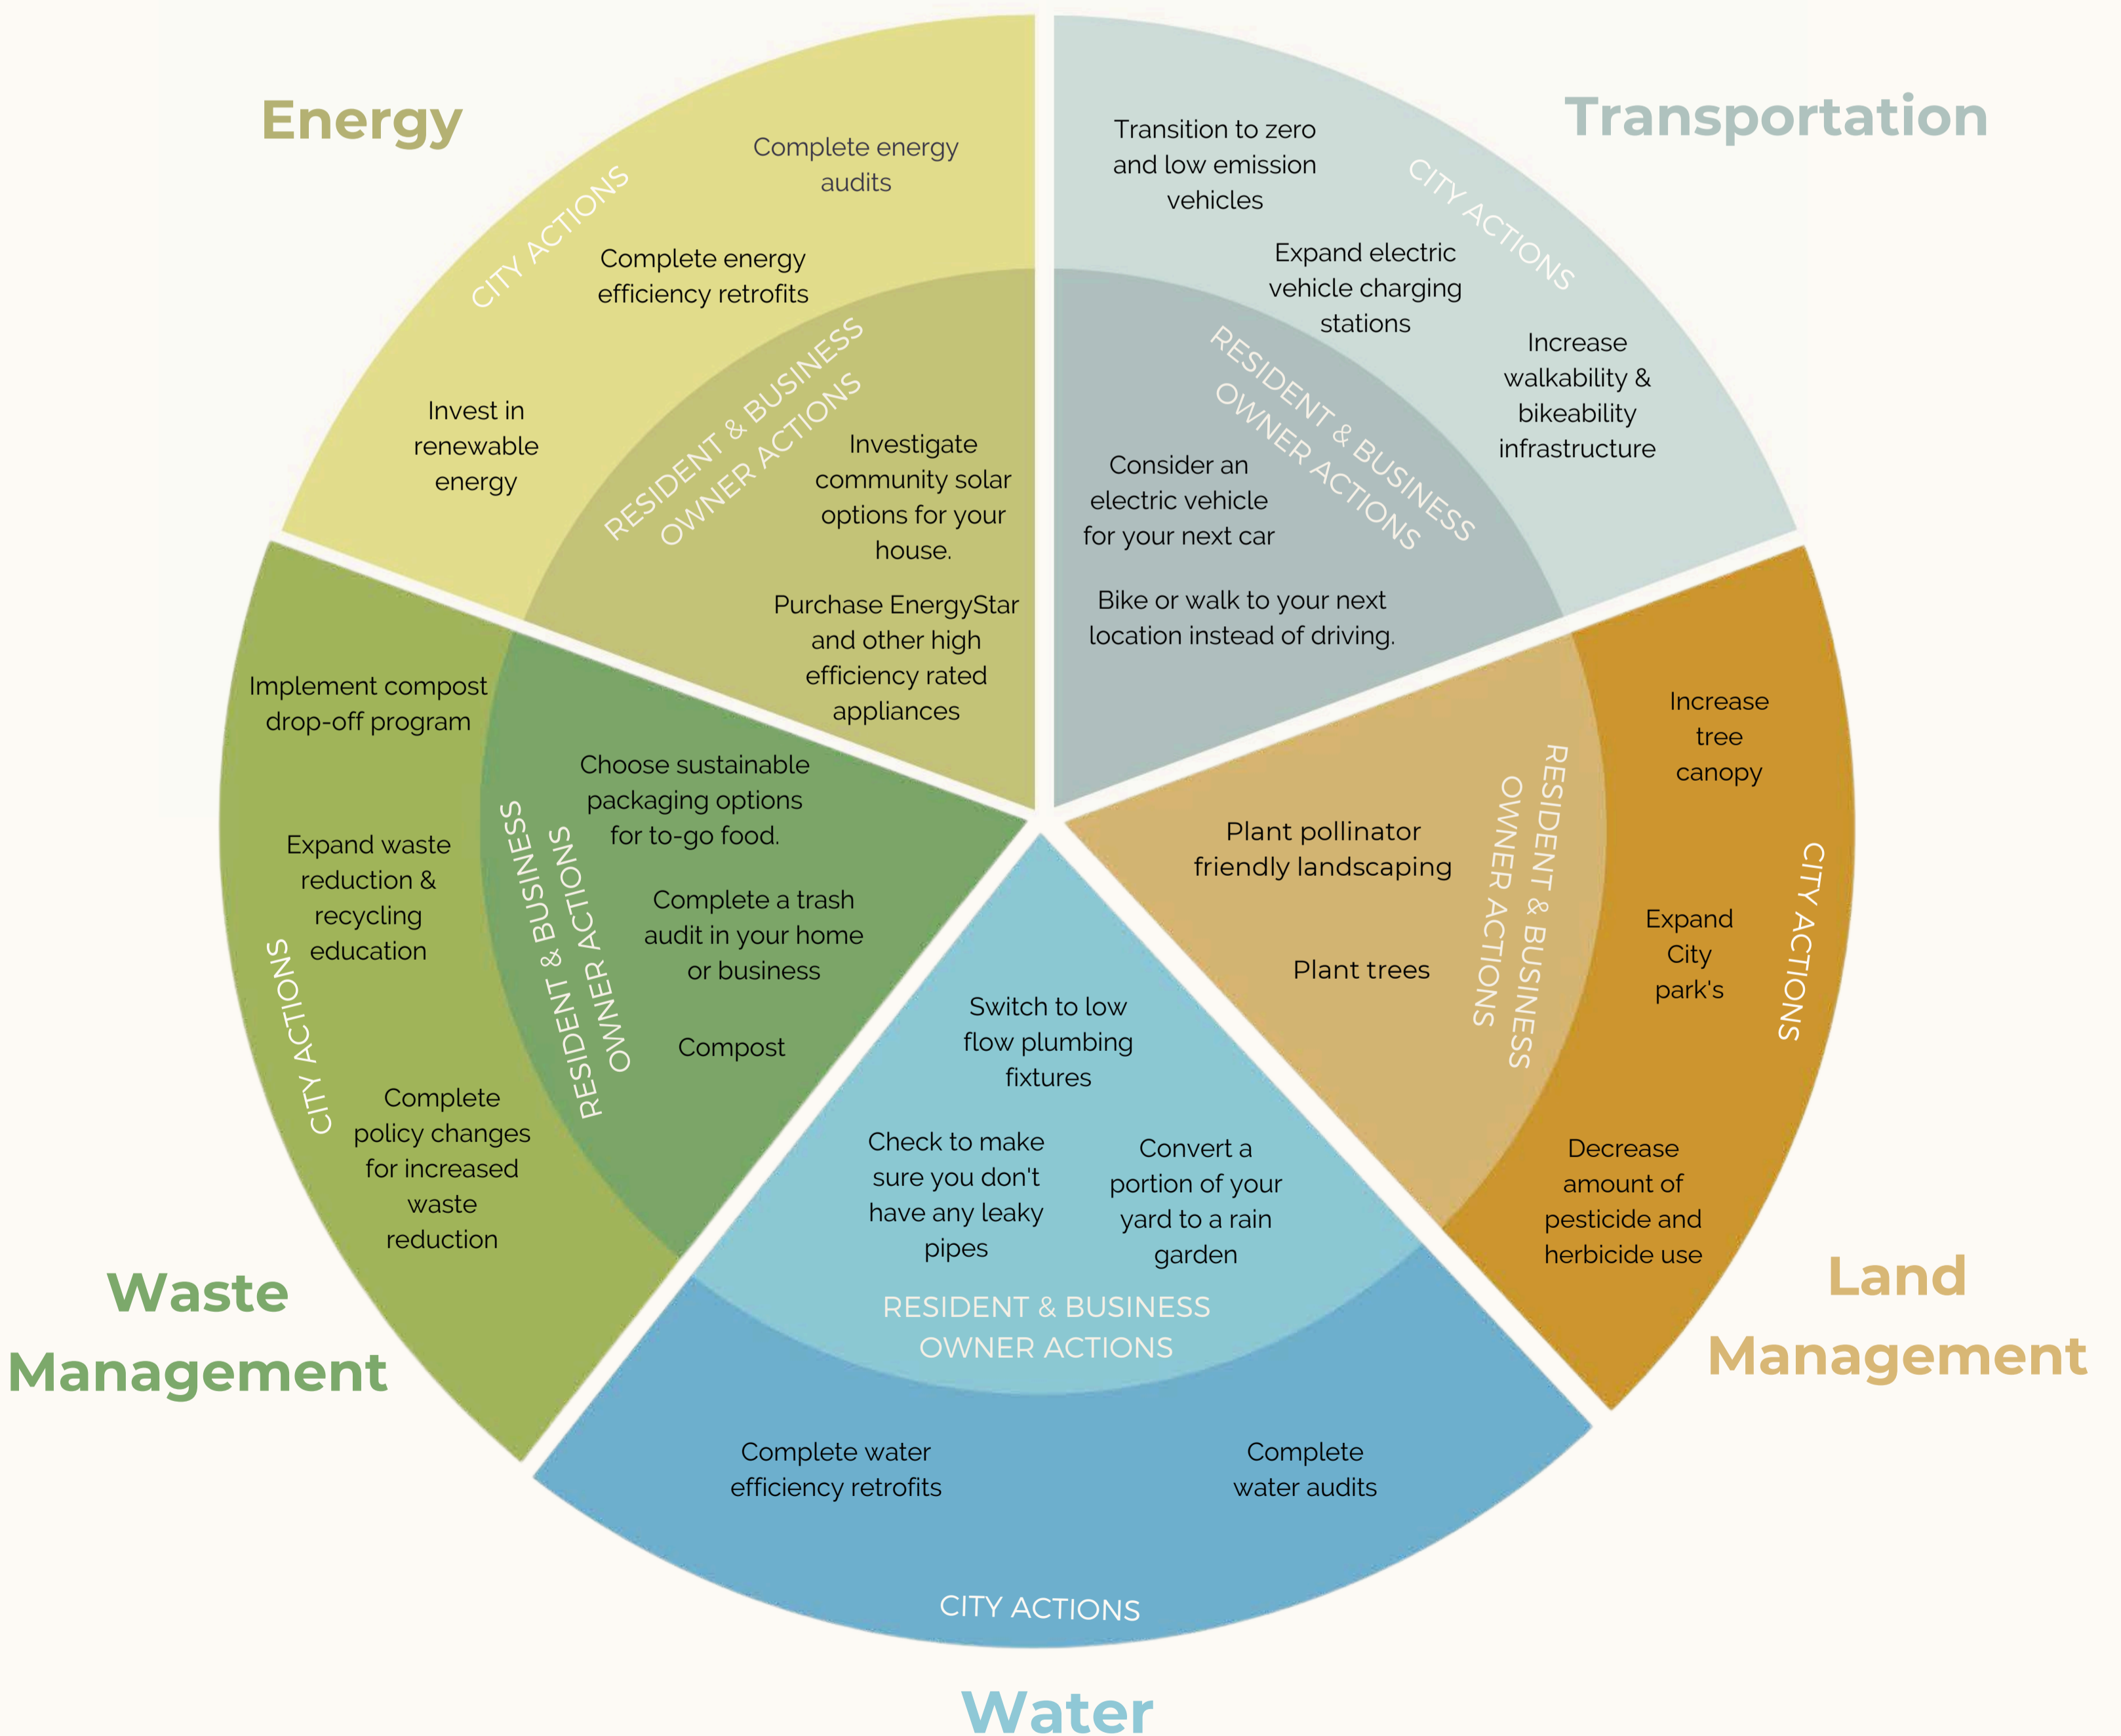 Energy
CITY ACTIONS
Complete energy
audits
Complete energy
efficiency retrofits
Invest in
renewable
energy
RESIDENT & BUSINESS
OWNER ACTIONS
Investigate
community solar
options for your
house.
Purchase EnergyStar
and other high
efficiency rated
appliances
Transportation
CITY ACTIONS
Transition to zero
and low emission
vehicles
Expand electric
vehicle charging
stations
Increase
walkability &
bikeability
infrastructure
RESIDENT & BUSINESS
OWNER ACTIONS
Consider an
electric vehicle
for your next car
Bike or walk to your next
location instead of driving.
Land
Management
CITY ACTIONS
Increase
tree
canopy
Expand
City
park's
Decrease
amount of
pesticide and
herbicide use
RESIDENT & BUSINESS
OWNER ACTIONS
Plant pollinator
friendly landscaping
Plant trees
Water
Switch to low
flow plumbing
fixtures
Check to make
sure you don't
have any leaky
pipes
Convert a
portion of your
yard to a rain
garden
RESIDENT & BUSINESS
OWNER ACTIONS
Complete water
efficiency retrofits
Complete
water audits
CITY ACTIONS
Waste
Management
CITY ACTIONS
Implement compost
drop-off program
Expand waste
reduction &
recycling
education
Complete
policy changes
for increased
waste
reduction
RESIDENT & BUSINESS
OWNER ACTIONS
Choose sustainable
packaging options
for to-go food.
Complete a trash
audit in your home
or business
Compost